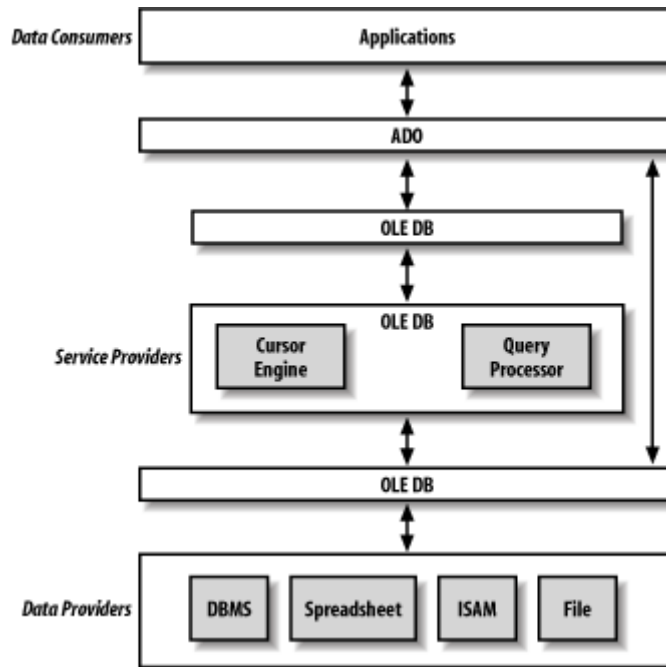 Data Consumers
Applications
ADO
OLE DB
Service Providers
OLE DB
Cursor
Engine
Query
Processor
OLE DB
Data Providers
DBMS
Spreadsheet
ISAM
File